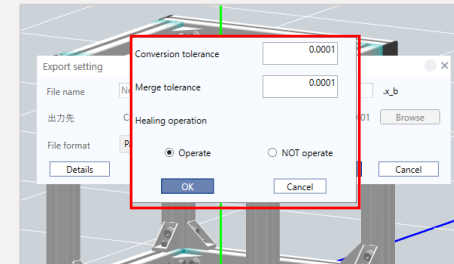 Export setting
Conversion tolerance 0.0001
File name .x_b
Merge tolerance 0.0001
出力先 Browse
Healing operation
File format
Operate NOT operate
Details OK Cancel Cancel